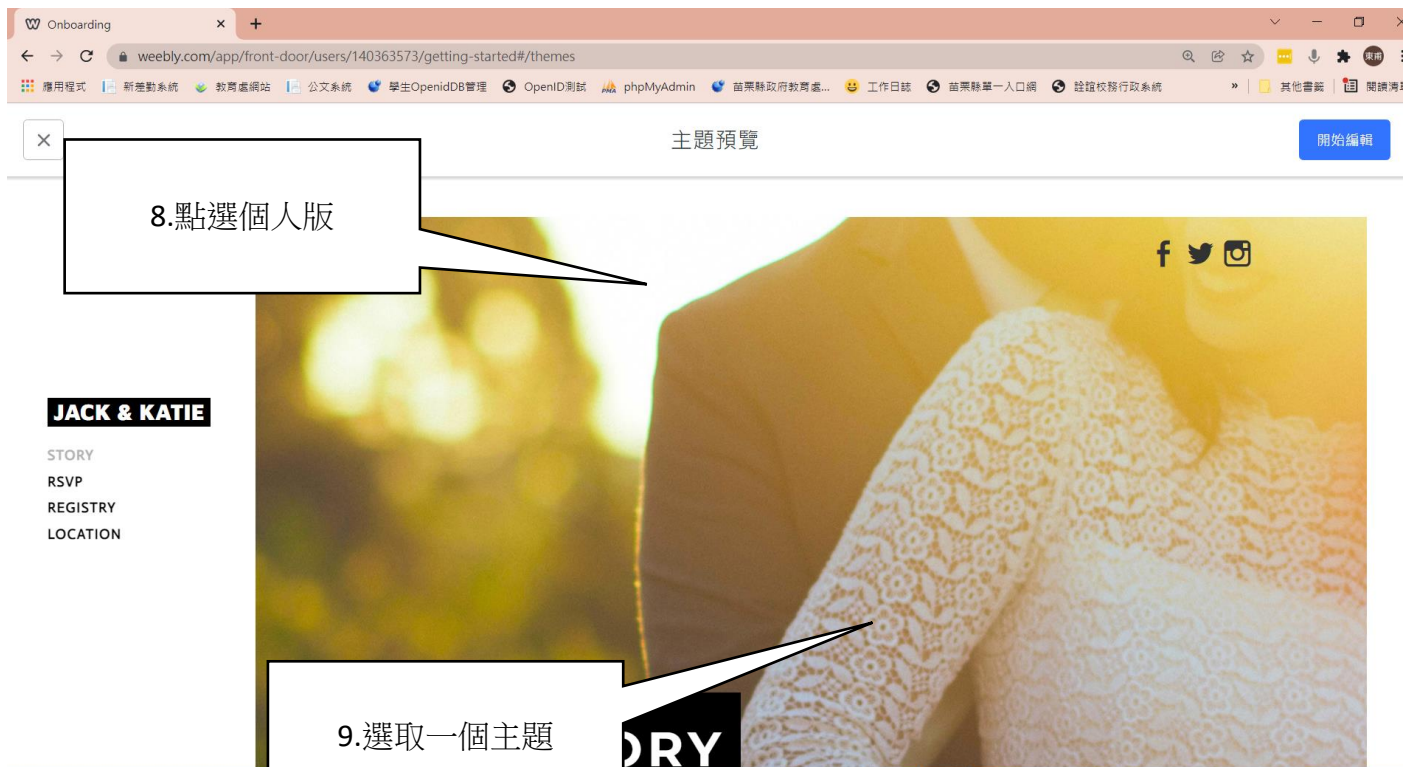 Onboarding
weebly.com/app/front-door/users/140363573/getting-started#/themes
東甫
應用程式 新差勤系統 教育處網站 公文系統 學生OpenidDB管理 OpenID測試 phpMyAdmin 苗栗縣政府教育處... 工作日誌 苗栗縣單一入口網 詮誼校務行政系統 » 其他書籤 閱讀清單
主題預覽
開始編輯
8.點選個人版
JACK & KATIE
STORY
RSVP
REGISTRY
LOCATION
9.選取一個主題
ORY